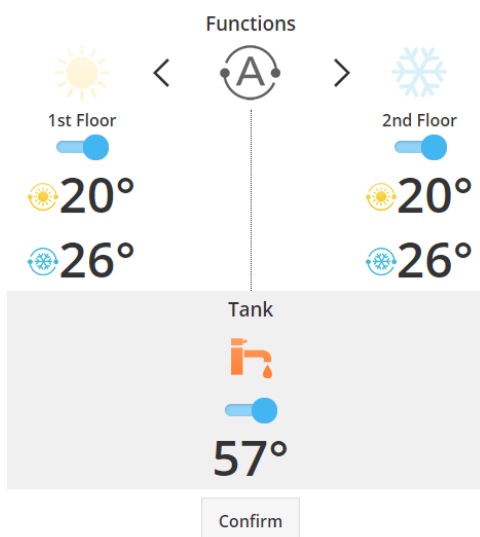 Functions
A
1st Floor
2nd Floor
20°
20°
26°
26°
Tank
57°
Confirm